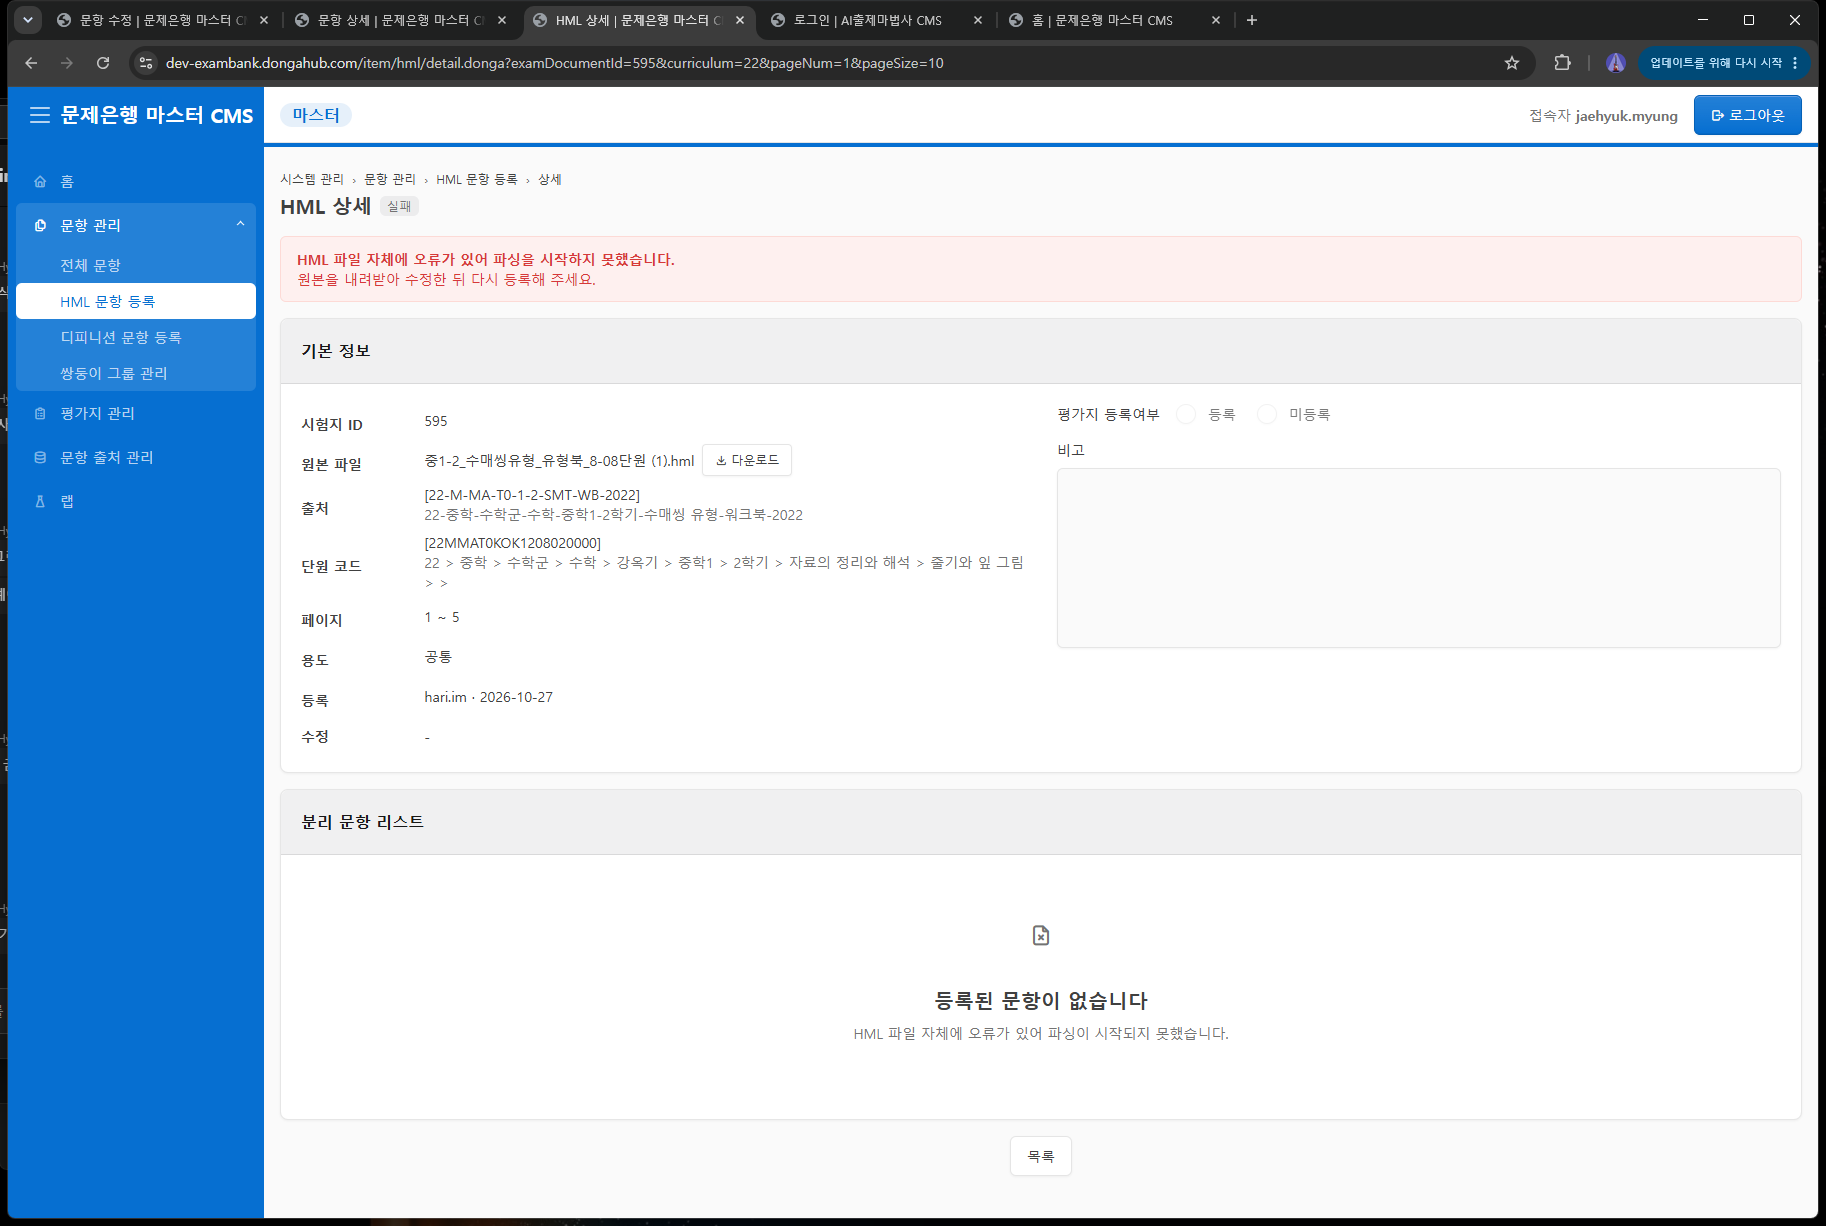 문항 수정 | 문제은행 마스터 C
문항 상세 | 문제은행 마스터 C
HML 상세 | 문제은행 마스터 C
로그인 | AI출제마법사 CMS
홈 | 문제은행 마스터 CMS
dev-exambank.dongahub.com/item/hml/detail.donga?examDocumentId=595&curriculum=22&pageNum=1&pageSize=10
업데이트를 위해 다시 시작
문제은행 마스터 CMS
마스터
접속자 jaehyuk.myung
로그아웃
홈
문항 관리
전체 문항
HML 문항 등록
디피니션 문항 등록
쌍둥이 그룹 관리
평가지 관리
문항 출처 관리
랩
시스템 관리 › 문항 관리 › HML 문항 등록 › 상세
HML 상세 실패
HML 파일 자체에 오류가 있어 파싱을 시작하지 못했습니다.
원본을 내려받아 수정한 뒤 다시 등록해 주세요.
기본 정보
시험지 ID 595
원본 파일 중1-2_수매씽유형_유형북_8-08단원 (1).hml 다운로드
출처 [22-M-MA-T0-1-2-SMT-WB-2022]
22-중학-수학군-수학-중학1-2학기-수매씽 유형-워크북-2022
단원 코드 [22MMAT0KOK1208020000]
22 > 중학 > 수학군 > 수학 > 강옥기 > 중학1 > 2학기 > 자료의 정리와 해석 > 줄기와 잎 그림
> >
페이지 1 ~ 5
용도 공통
등록 hari.im · 2026-10-27
수정 -
평가지 등록여부 등록 미등록
비고
분리 문항 리스트
등록된 문항이 없습니다
HML 파일 자체에 오류가 있어 파싱이 시작되지 못했습니다.
목록